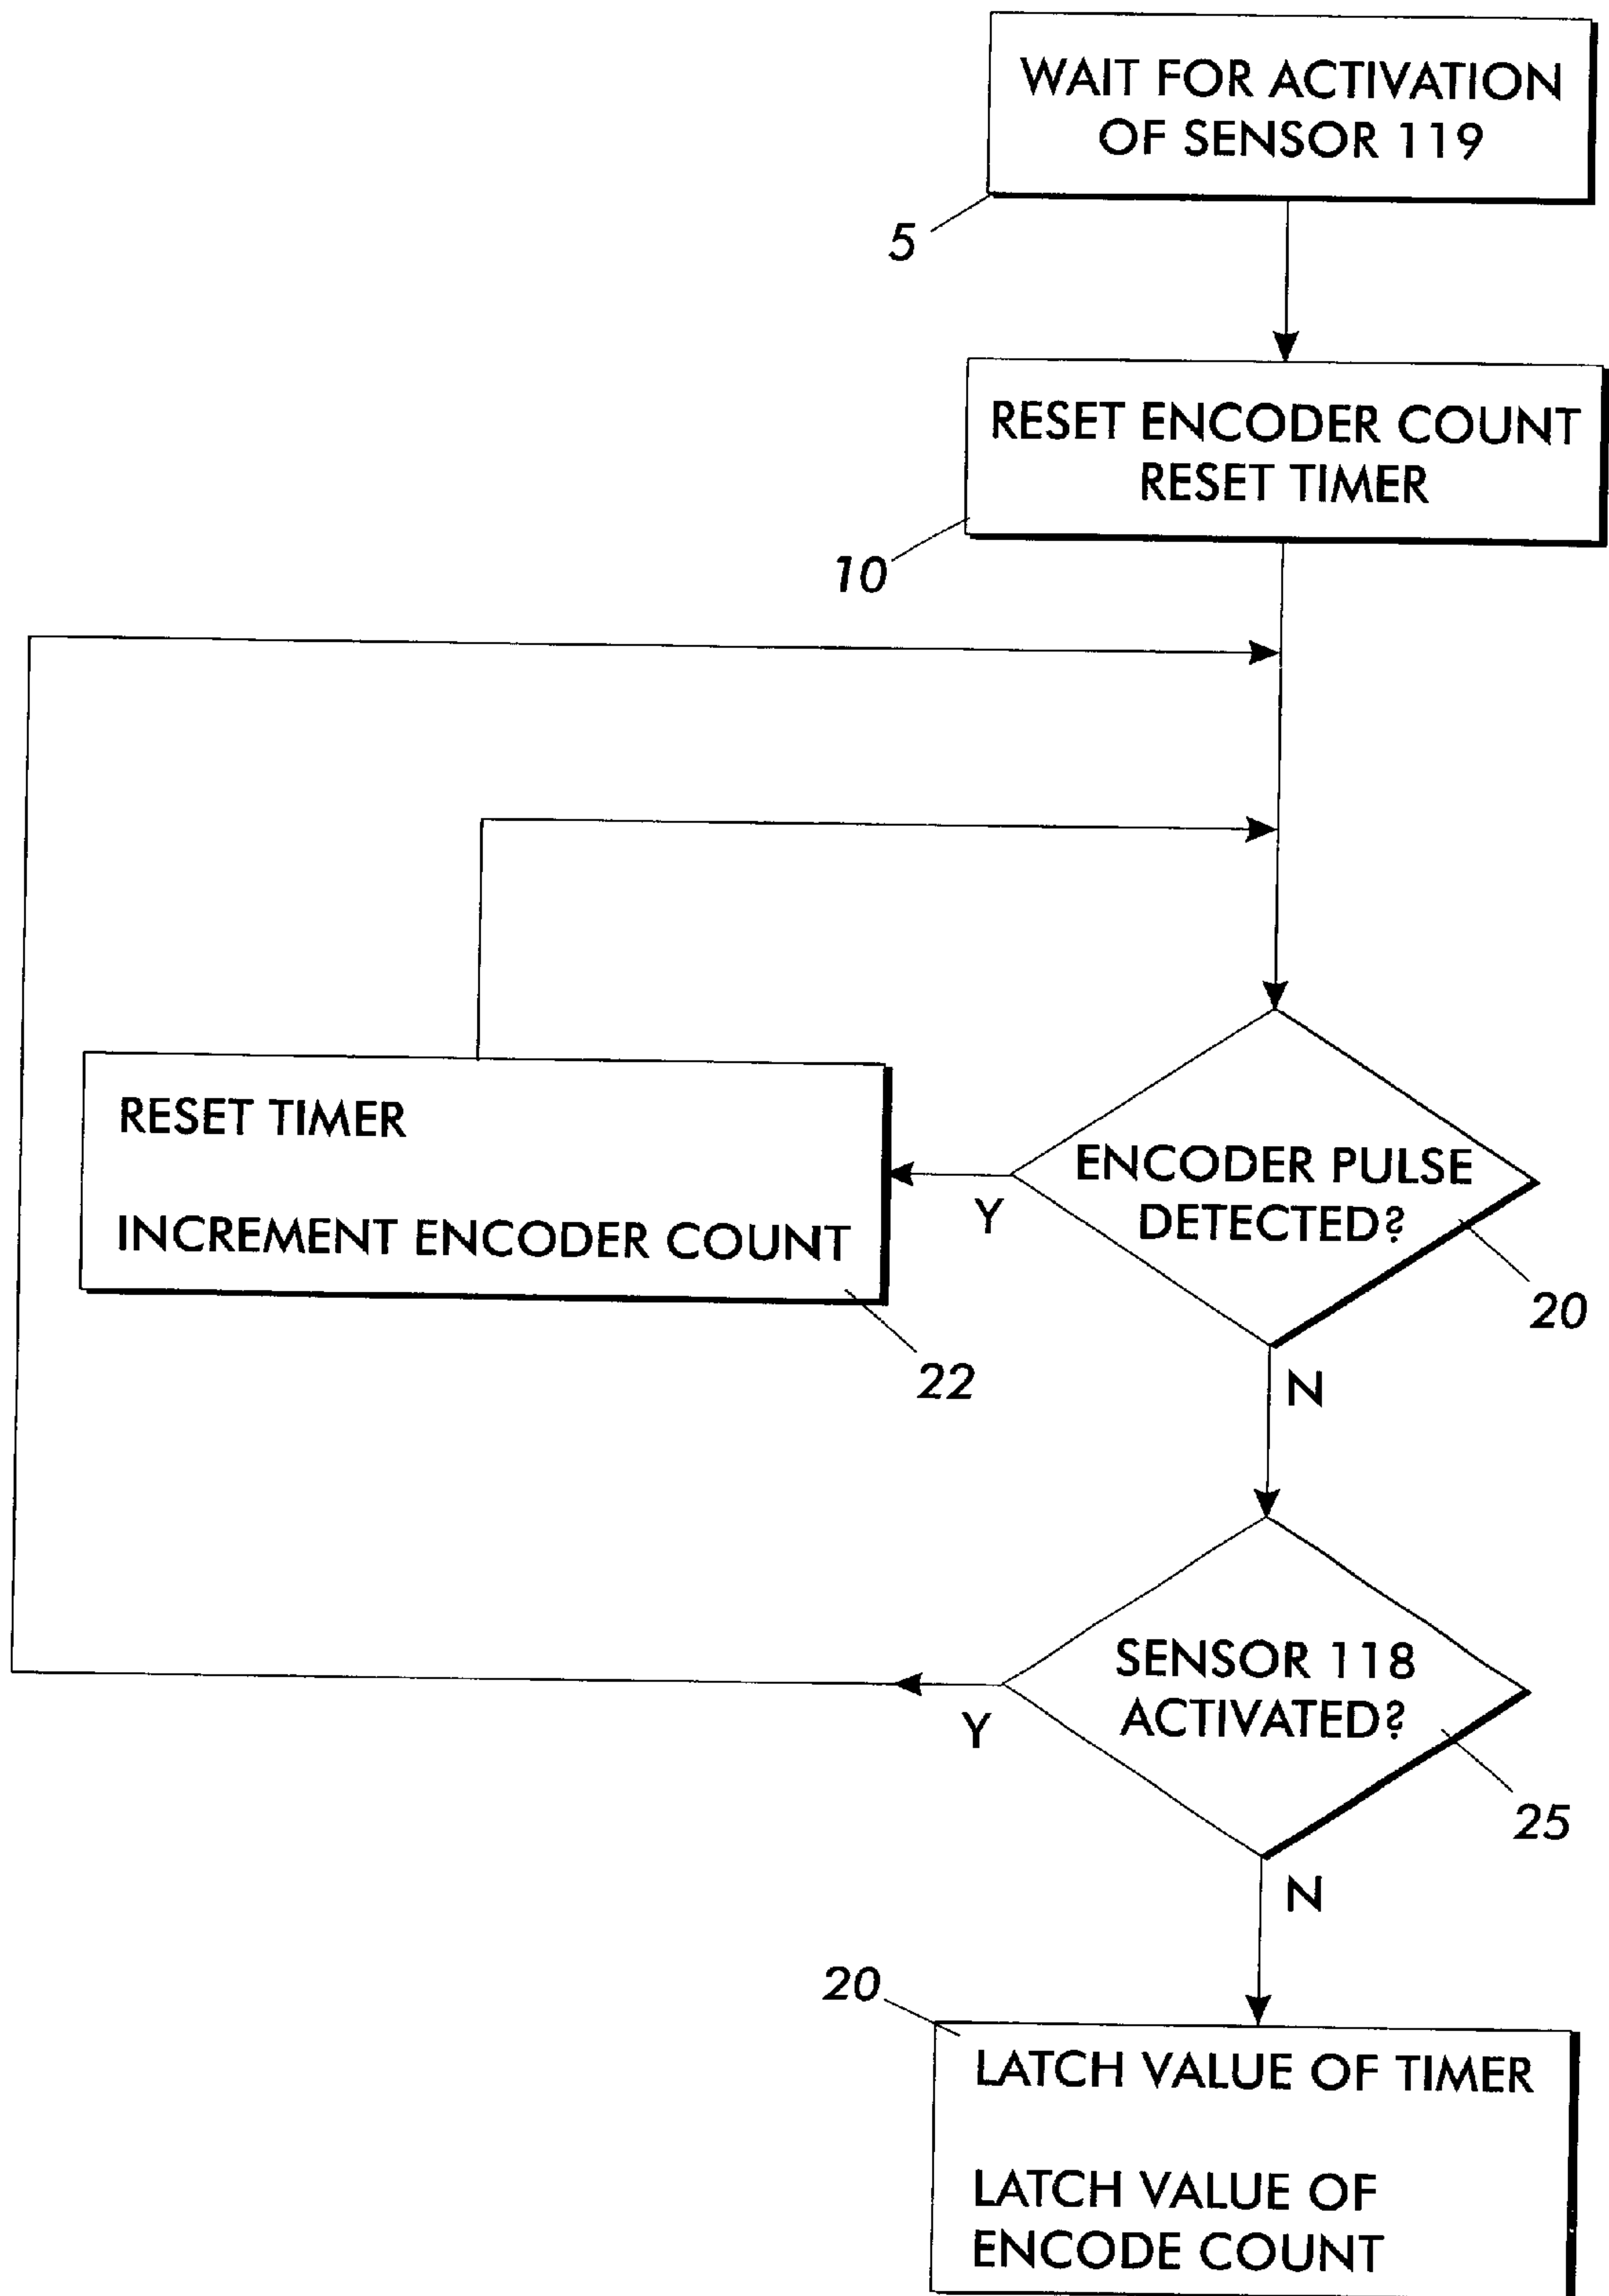 WAIT FOR ACTIVATION
OF SENSOR 119
5
RESET ENCODER COUNT
RESET TIMER
10
RESET TIMER
INCREMENT ENCODER COUNT
22
ENCODER PULSE
DETECTED?
Y
20
N
SENSOR 118
ACTIVATED?
Y
25
N
20
LATCH VALUE OF TIMER
LATCH VALUE OF
ENCODE COUNT